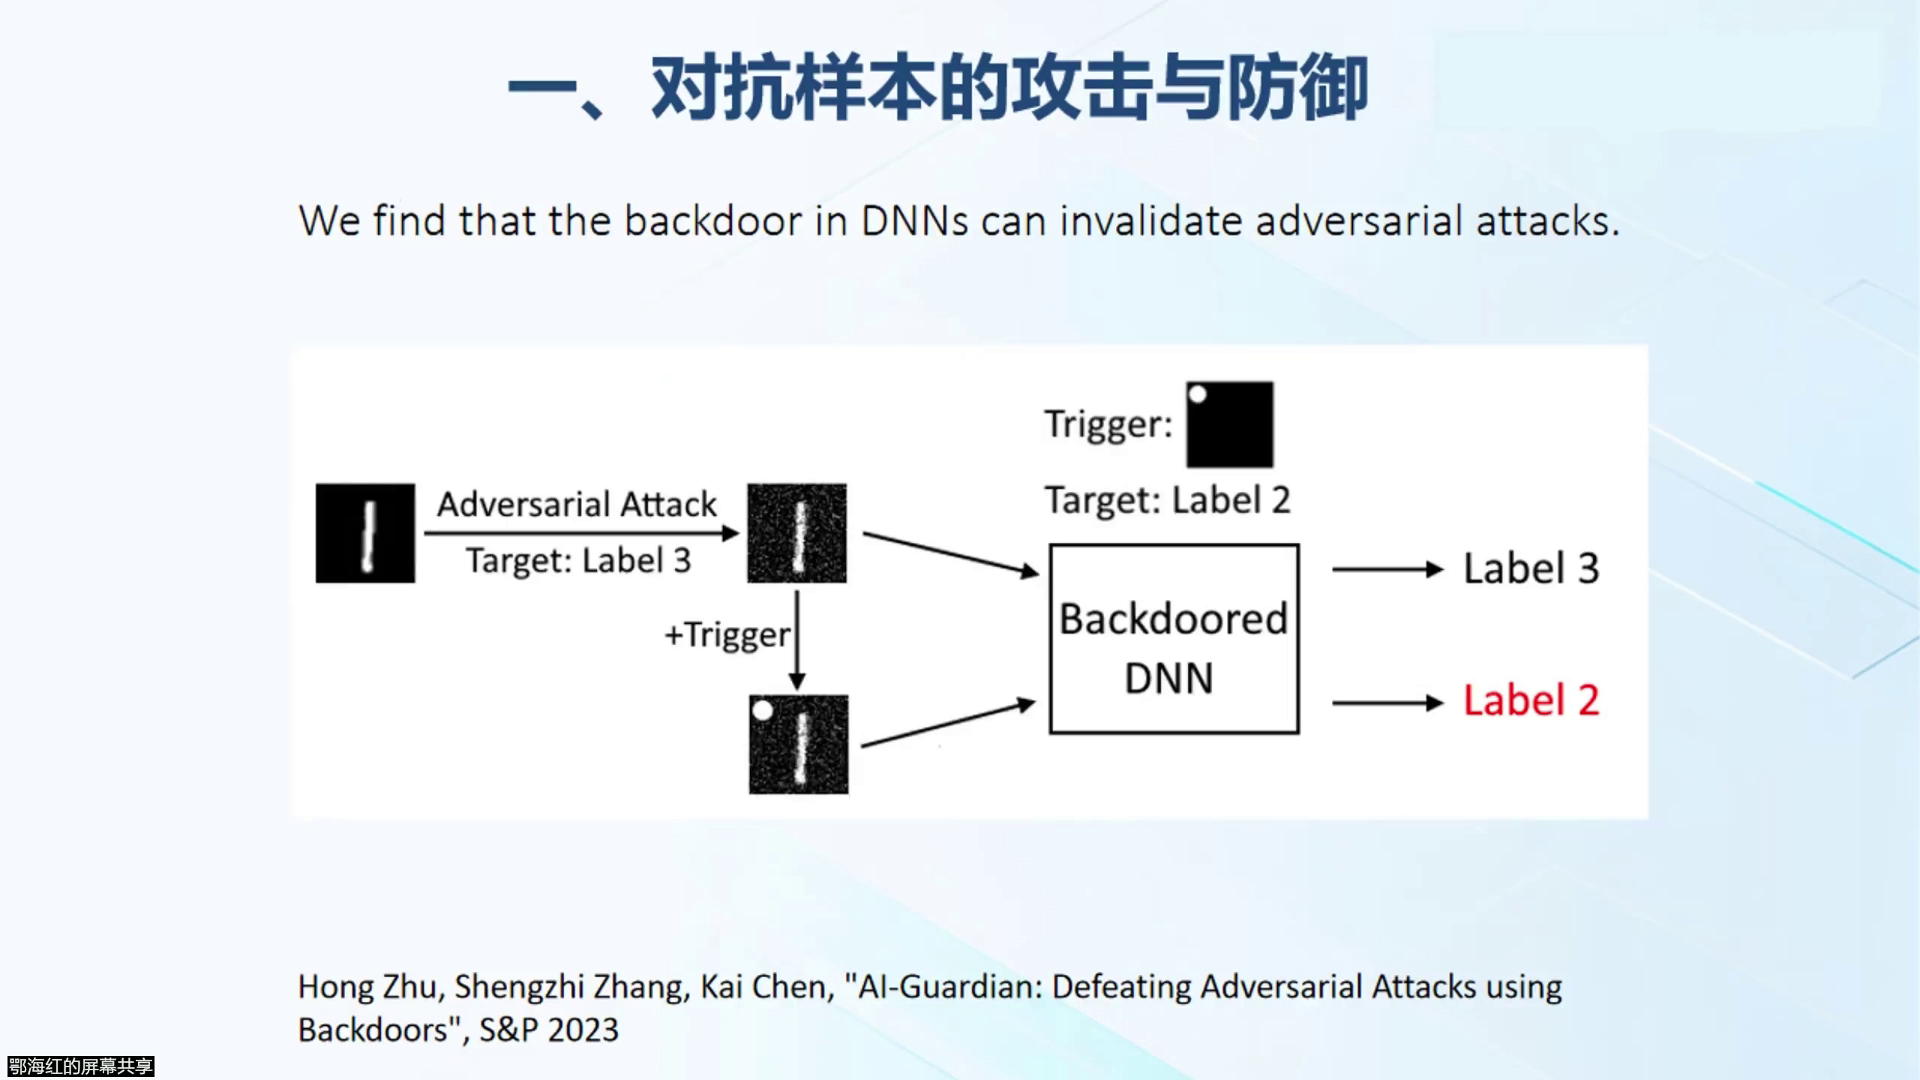 一、对抗样本的攻击与防御
We find that the backdoor in DNNs can invalidate adversarial attacks.
Trigger:
Target: Label 2
Adversarial Attack
Target: Label 3
+Trigger
Backdoored
DNN
Label 3
Label 2
Hong Zhu, Shengzhi Zhang, Kai Chen, "AI-Guardian: Defeating Adversarial Attacks using
Backdoors", S&P 2023
鄂海红的屏幕共享